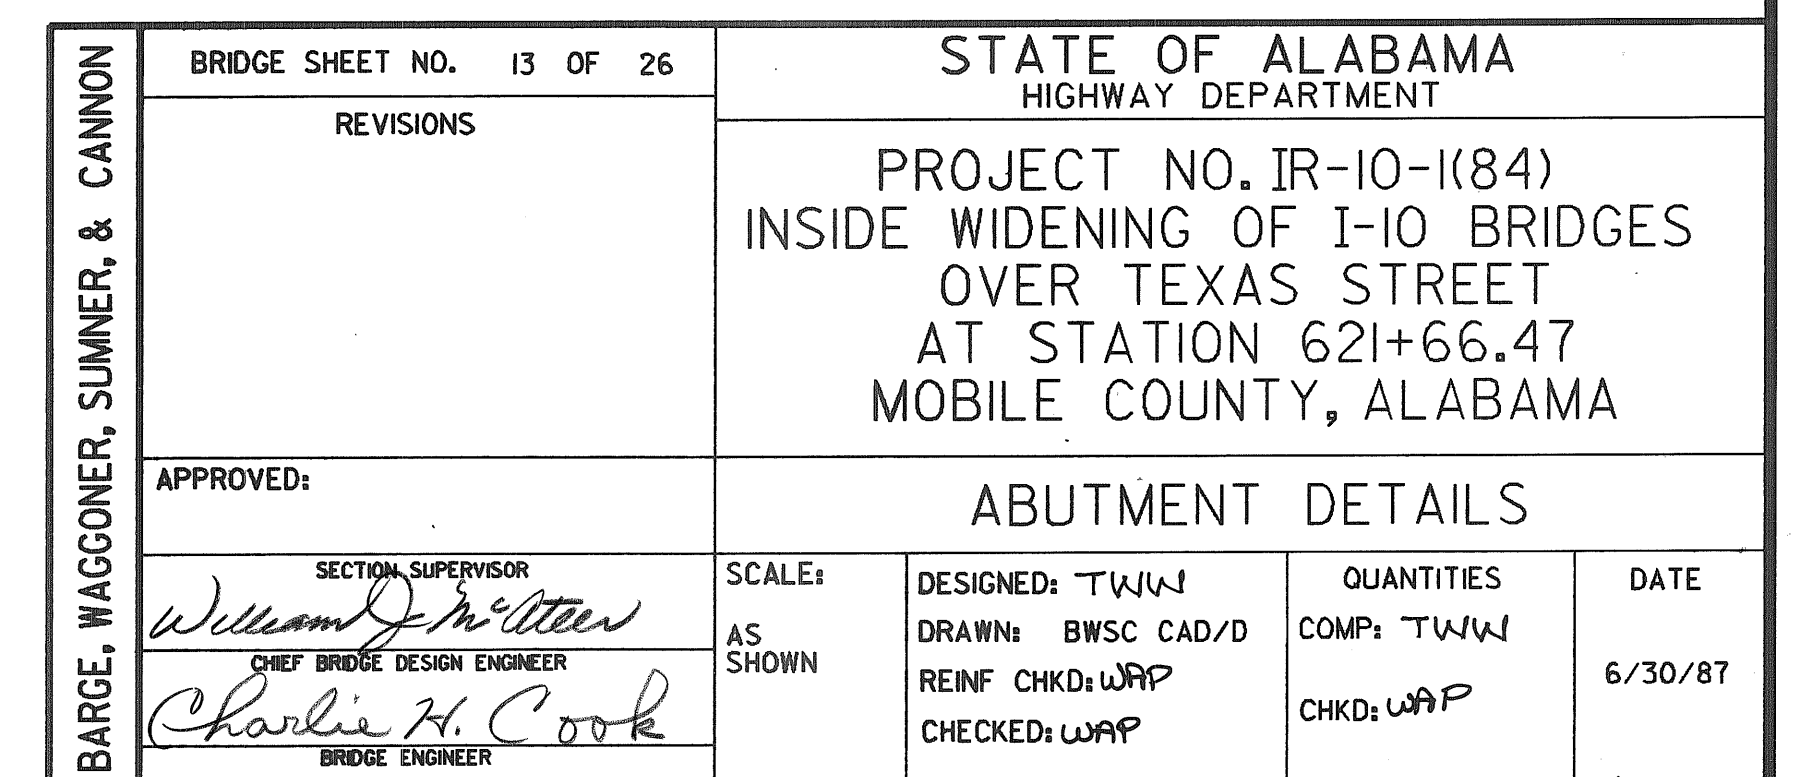 BARGE, WAGGONER, SUMNER, & CANNON
BRIDGE SHEET NO. 13 OF 26
REVISIONS
APPROVED:
SECTION SUPERVISOR
William J McAteer
CHIEF BRIDGE DESIGN ENGINEER
Charlie H. Cook
BRIDGE ENGINEER
STATE OF ALABAMA
HIGHWAY DEPARTMENT
PROJECT NO. IR-10-1(84)
INSIDE WIDENING OF I-10 BRIDGES
OVER TEXAS STREET
AT STATION 621+66.47
MOBILE COUNTY, ALABAMA
ABUTMENT DETAILS
SCALE:
AS
SHOWN
DESIGNED: TWW
DRAWN: BWSC CAD/D
REINF CHKD: WAP
CHECKED: WAP
QUANTITIES
COMP: TWW
CHKD: WAP
DATE
6/30/87